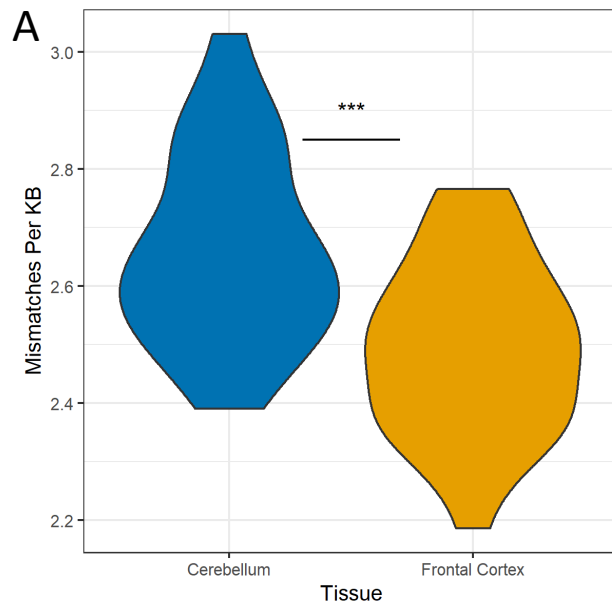 A
3.0
2.8
2.6
2.4
2.2
Mismatches Per KB
***
Cerebellum
Frontal Cortex
Tissue